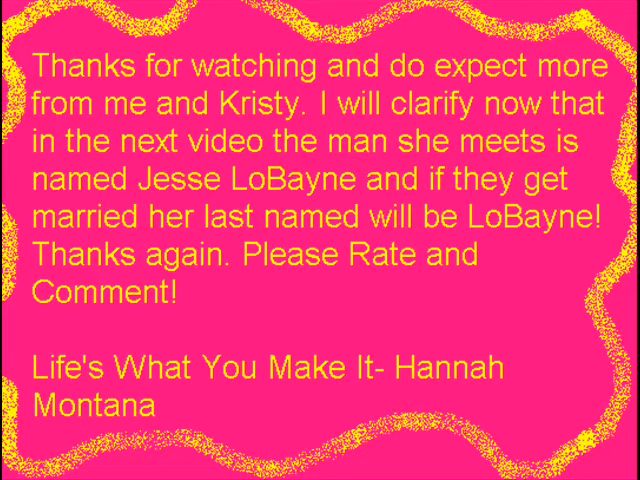 Thanks for watching and do expect more
from me and Kristy. I will clarify now that
in the next video the man she meets is
named Jesse LoBayne and if they get
married her last named will be LoBayne!
Thanks again. Please Rate and
Comment!
Life's What You Make It- Hannah
Montana